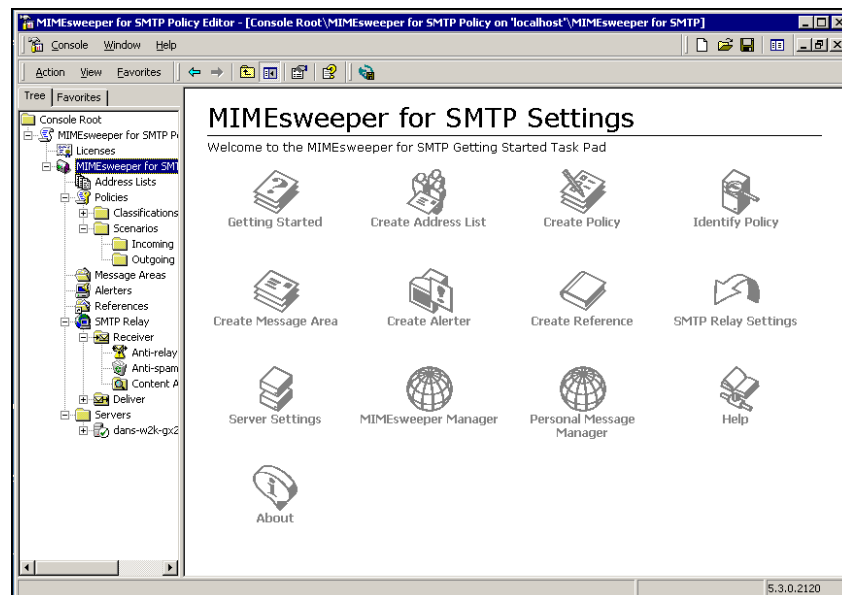 MIMEsweeper for SMTP Policy Editor - [Console Root\MIMEsweeper for SMTP Policy on 'localhost'\MIMEsweeper for SMTP]
Console Window Help
Action View Favorites
Tree Favorites
Console Root
MIMEsweeper for SMTP P
Licenses
MIMEsweeper for SMT
Address Lists
Policies
Classifications
Scenarios
Incoming
Outgoing
Message Areas
Alerters
References
SMTP Relay
Receiver
Anti-relay
Anti-spam
Content A
Deliver
Servers
dans-w2k-gx2
MIMEsweeper for SMTP Settings
Welcome to the MIMEsweeper for SMTP Getting Started Task Pad
Getting Started
Create Address List
Create Policy
Identify Policy
Create Message Area
Create Alerter
Create Reference
SMTP Relay Settings
Server Settings
MIMEsweeper Manager
Personal Message
Manager
Help
About
5.3.0.2120